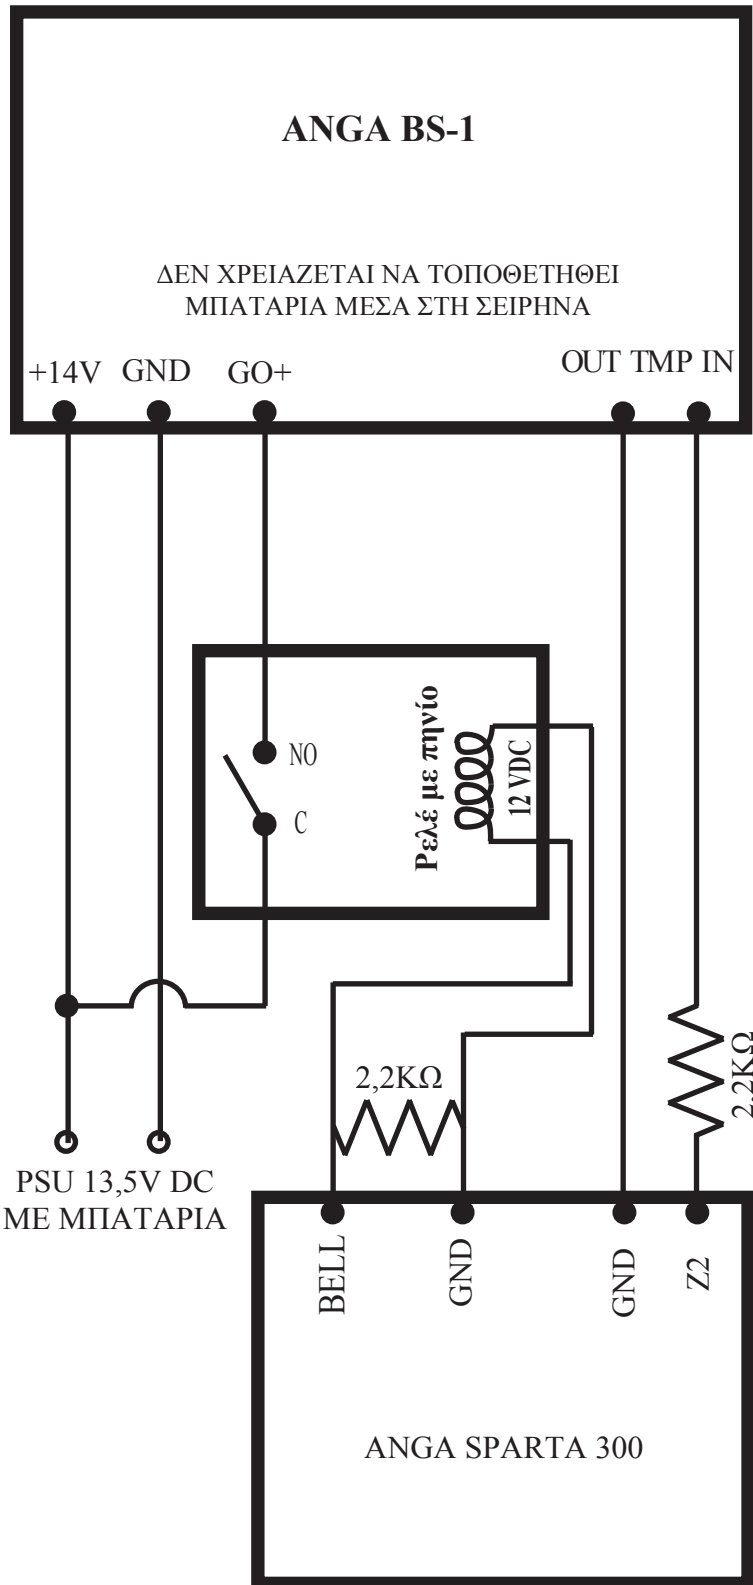 ANGA BS-1
ΔΕΝ ΧΡΕΙΑΖΕΤΑΙ ΝΑ ΤΟΠΟΘΕΤΗΘΕΙ
ΜΠΑΤΑΡΙΑ ΜΕΣΑ ΣΤΗ ΣΕΙΡΗΝΑ
+14V GND GO+
OUT TMP IN
NO
C
Ρελέ με πηνίο
12 VDC
2,2ΚΩ
2,2ΚΩ
PSU 13,5V DC
ΜΕ ΜΠΑΤΑΡΙΑ
BELL
GND
GND
Z2
ANGA SPARTA 300